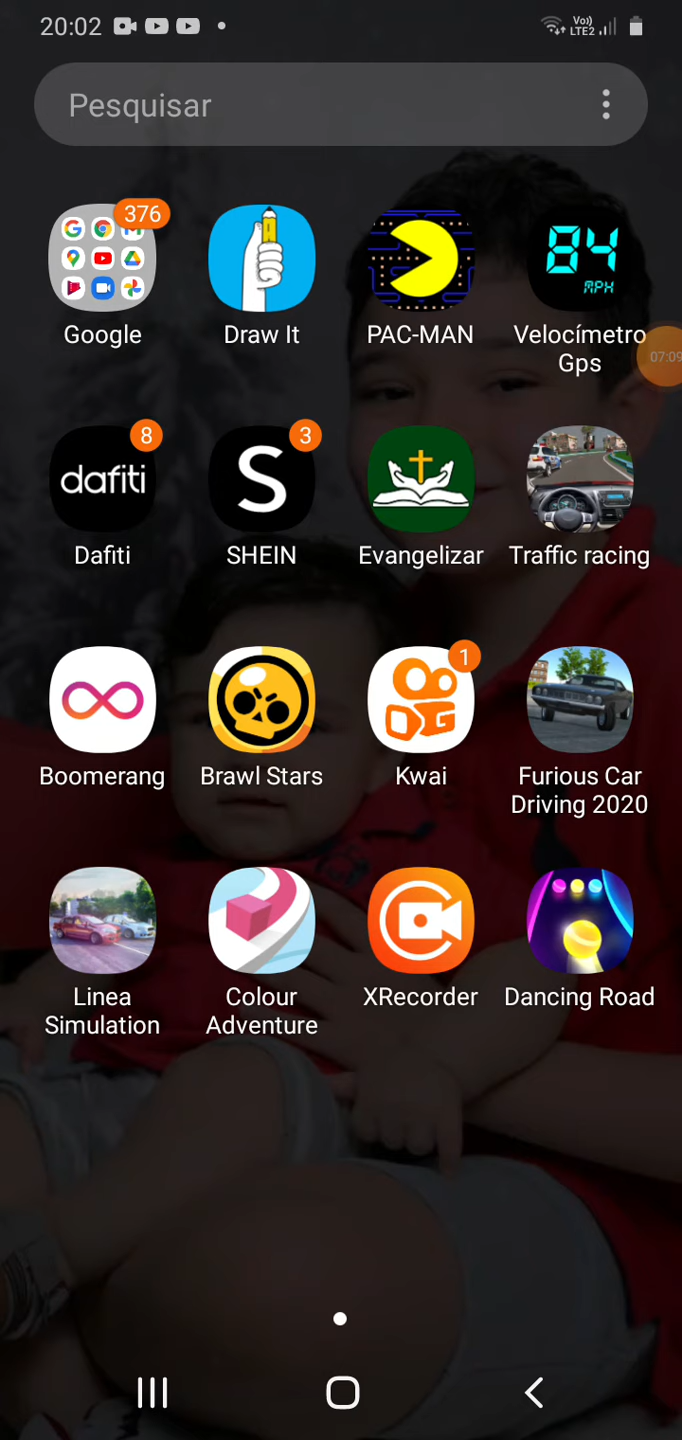 20:02
Vo))
LTE2
Pesquisar
376
Google
Draw It
PAC-MAN
84
MPH
Velocímetro
Gps
07:09
8
dafiti
Dafiti
3
S
SHEIN
Evangelizar
Traffic racing
Boomerang
Brawl Stars
1
Kwai
Furious Car
Driving 2020
Linea
Simulation
Colour
Adventure
XRecorder
Dancing Road